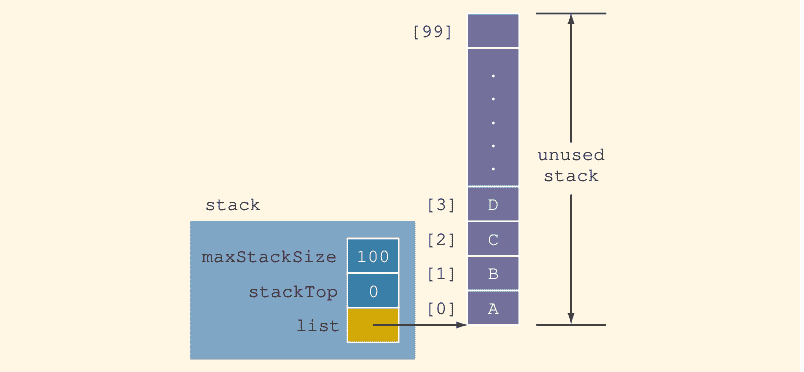 [99]
.
.
.
.
.
unused
stack
stack
[3] D
[2] C
maxStackSize 100
[1] B
stackTop 0
[0] A
list